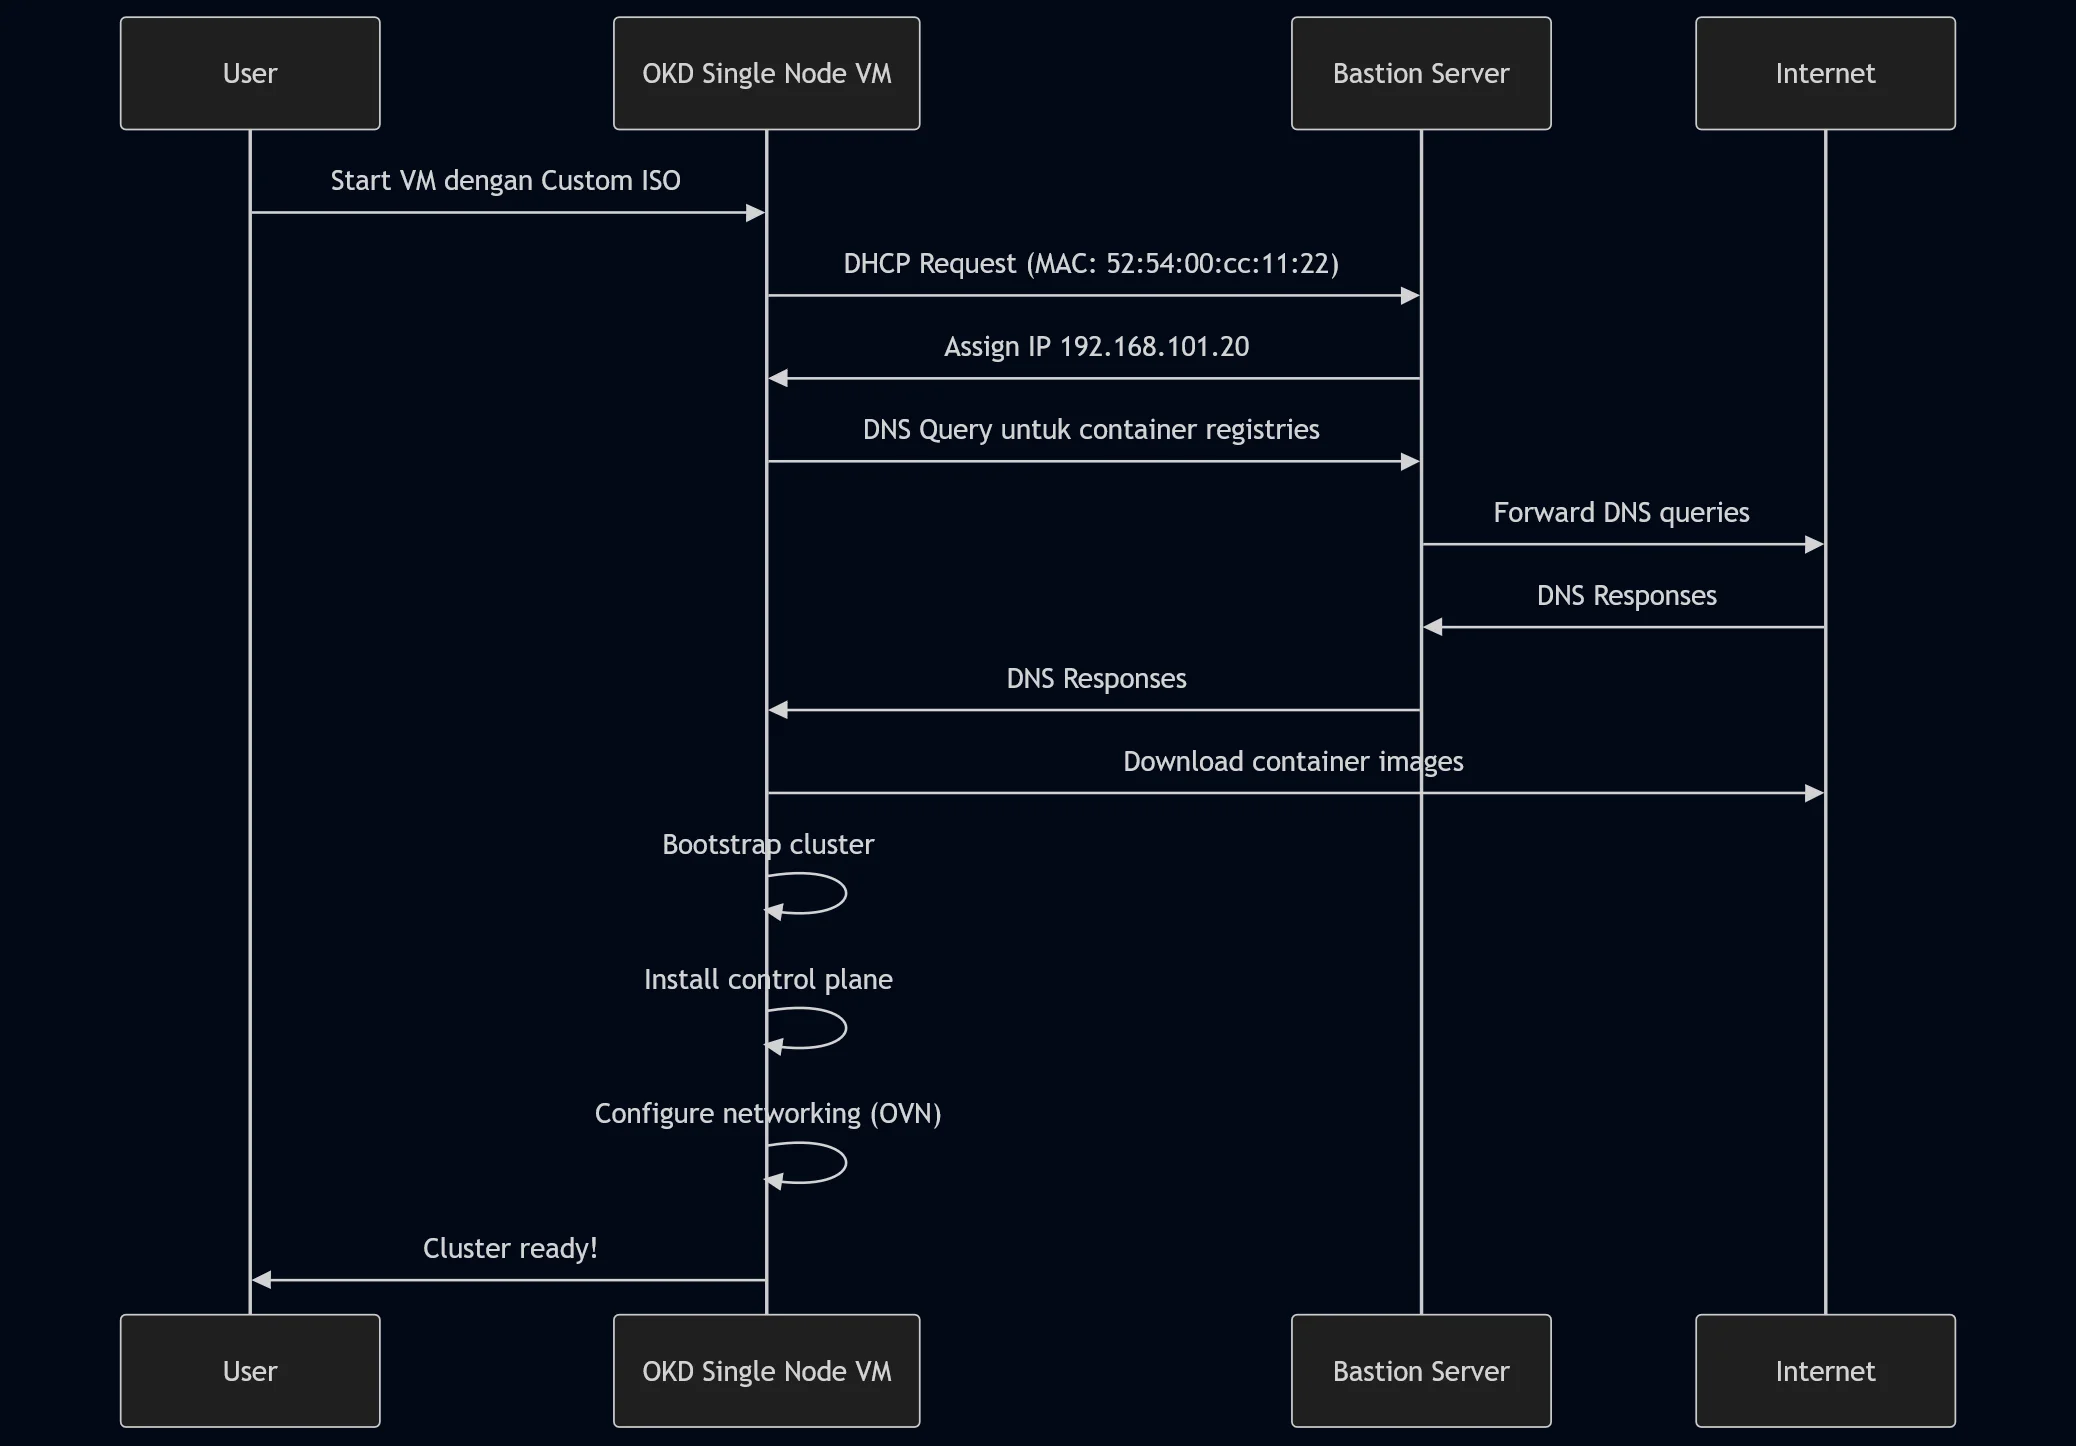 User
OKD Single Node VM
Bastion Server
Internet
Start VM dengan Custom ISO
DHCP Request (MAC: 52:54:00:cc:11:22)
Assign IP 192.168.101.20
DNS Query untuk container registries
Forward DNS queries
DNS Responses
DNS Responses
Download container images
Bootstrap cluster
Install control plane
Configure networking (OVN)
Cluster ready!
User
OKD Single Node VM
Bastion Server
Internet